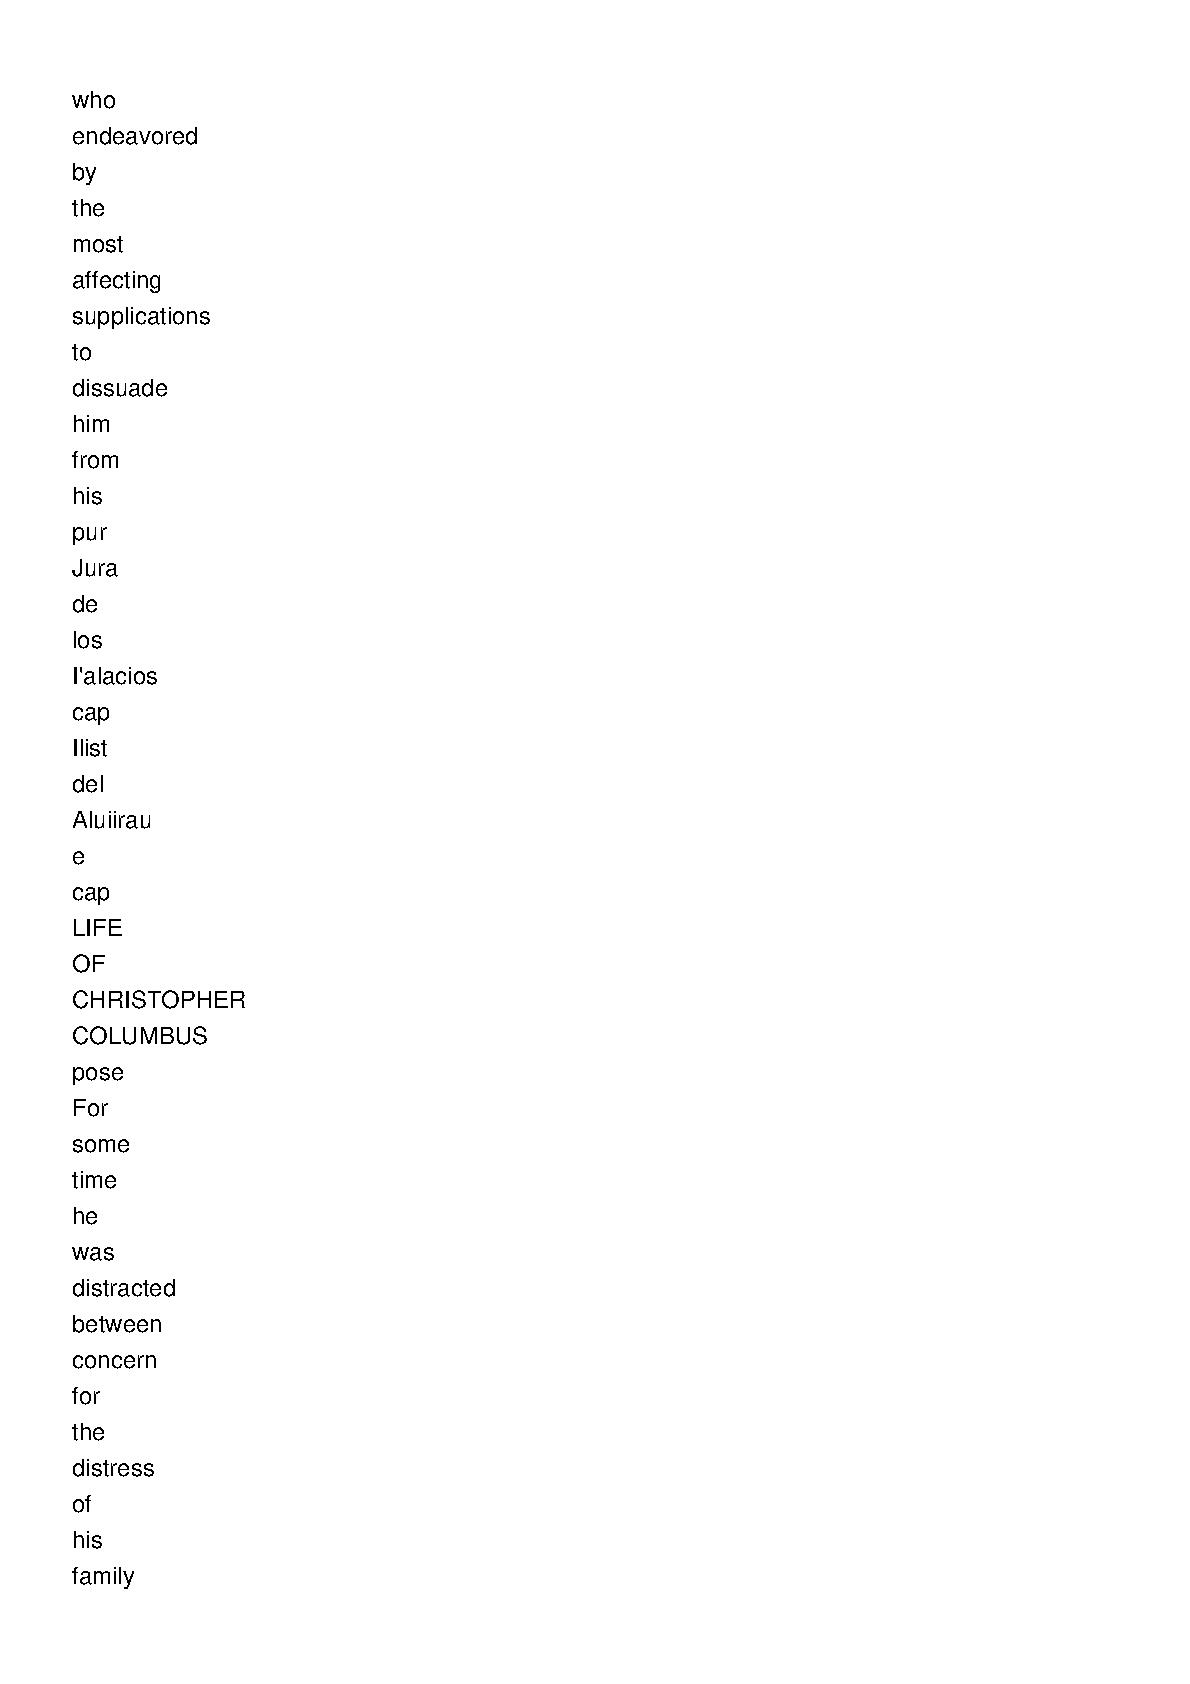 who
endeavored
by
the
most
affecting
supplications
to
dissuade
him
from
his
pur
Jura
de
los
I'alacios
cap
Ilist
del
Aluiirau
e
cap
LIFE
OF
CHRISTOPHER
COLUMBUS
pose
For
some
time
he
was
distracted
between
concern
for
the
distress
of
his
family